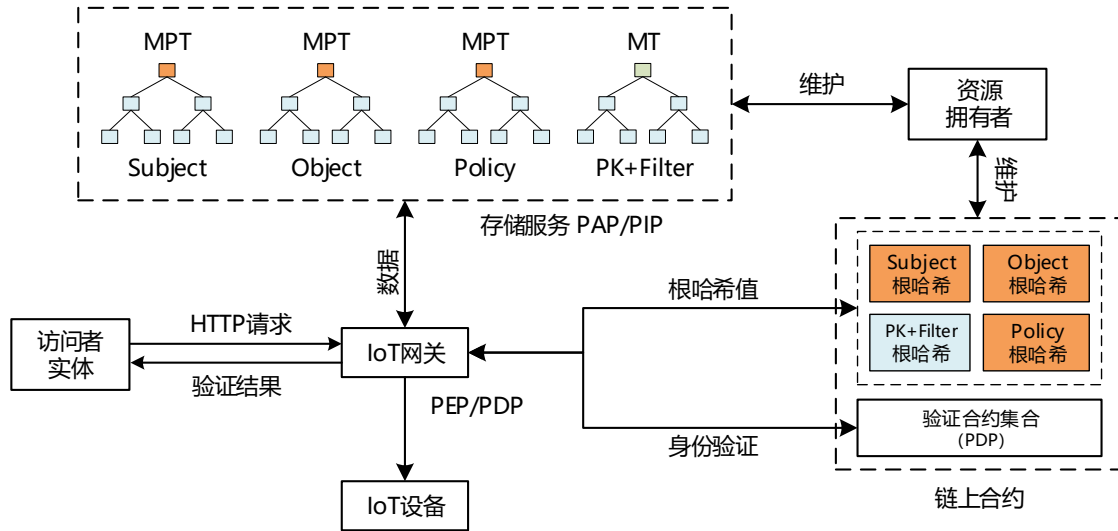 MPT
MPT
MPT
MT
Subject
Object
Policy
PK+Filter
存储服务 PAP/PIP
维护
资源
拥有者
维护
数据
根哈希值
Subject
根哈希
Object
根哈希
PK+Filter
根哈希
Policy
根哈希
访问者
实体
HTTP请求
验证结果
IoT网关
PEP/PDP
身份验证
验证合约集合
(PDP)
链上合约
IoT设备